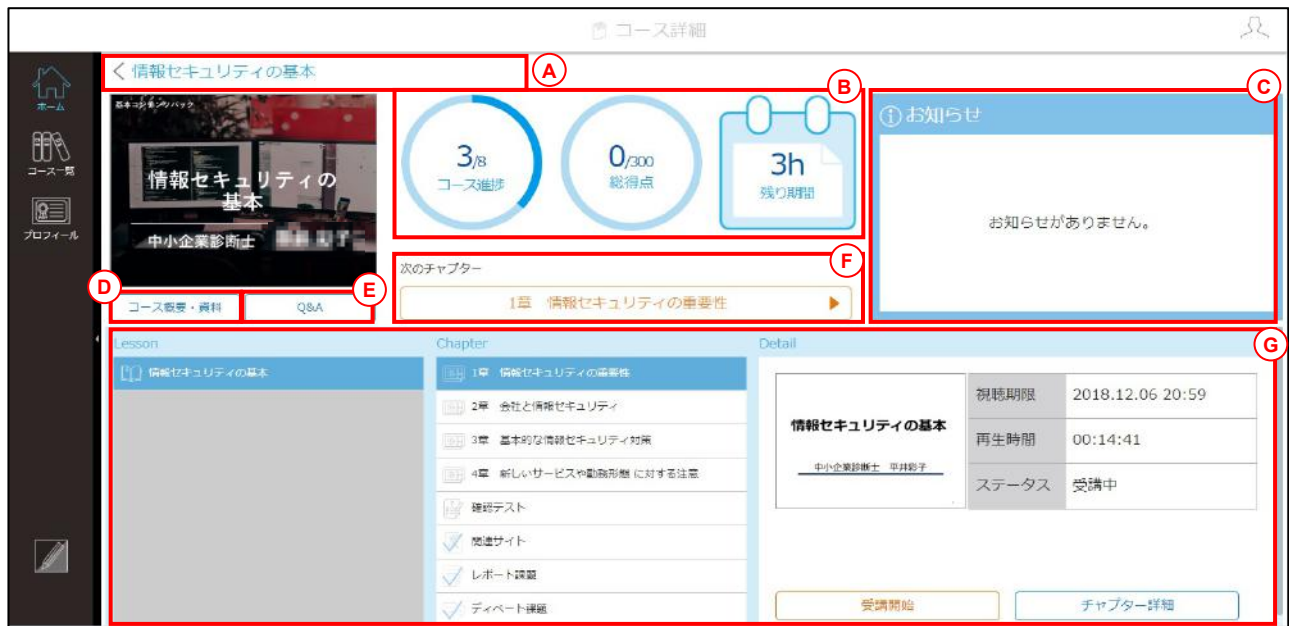 コース詳細
ホーム
コース一覧
プロフィール
情報セキュリティの基本
A
情報セキュリティの
基本
中小企業診断士
B
3/8
コース進捗
0/300
総得点
3h
残り期間
C
お知らせ
お知らせがありません。
D
コース概要・資料
E
Q&A
F
次のチャプター
1章 情報セキュリティの重要性
G
Lesson
情報セキュリティの基本
Chapter
1章 情報セキュリティの重要性
2章 会社と情報セキュリティ
3章 基本的な情報セキュリティ対策
4章 新しいサービスや勤務形態 に対する注意
確認テスト
関連サイト
レポート課題
ディベート課題
Detail
情報セキュリティの基本
中小企業診断士 平井彩子
視聴期限 2018.12.06 20:59
再生時間 00:14:41
ステータス 受講中
受講開始
チャプター詳細